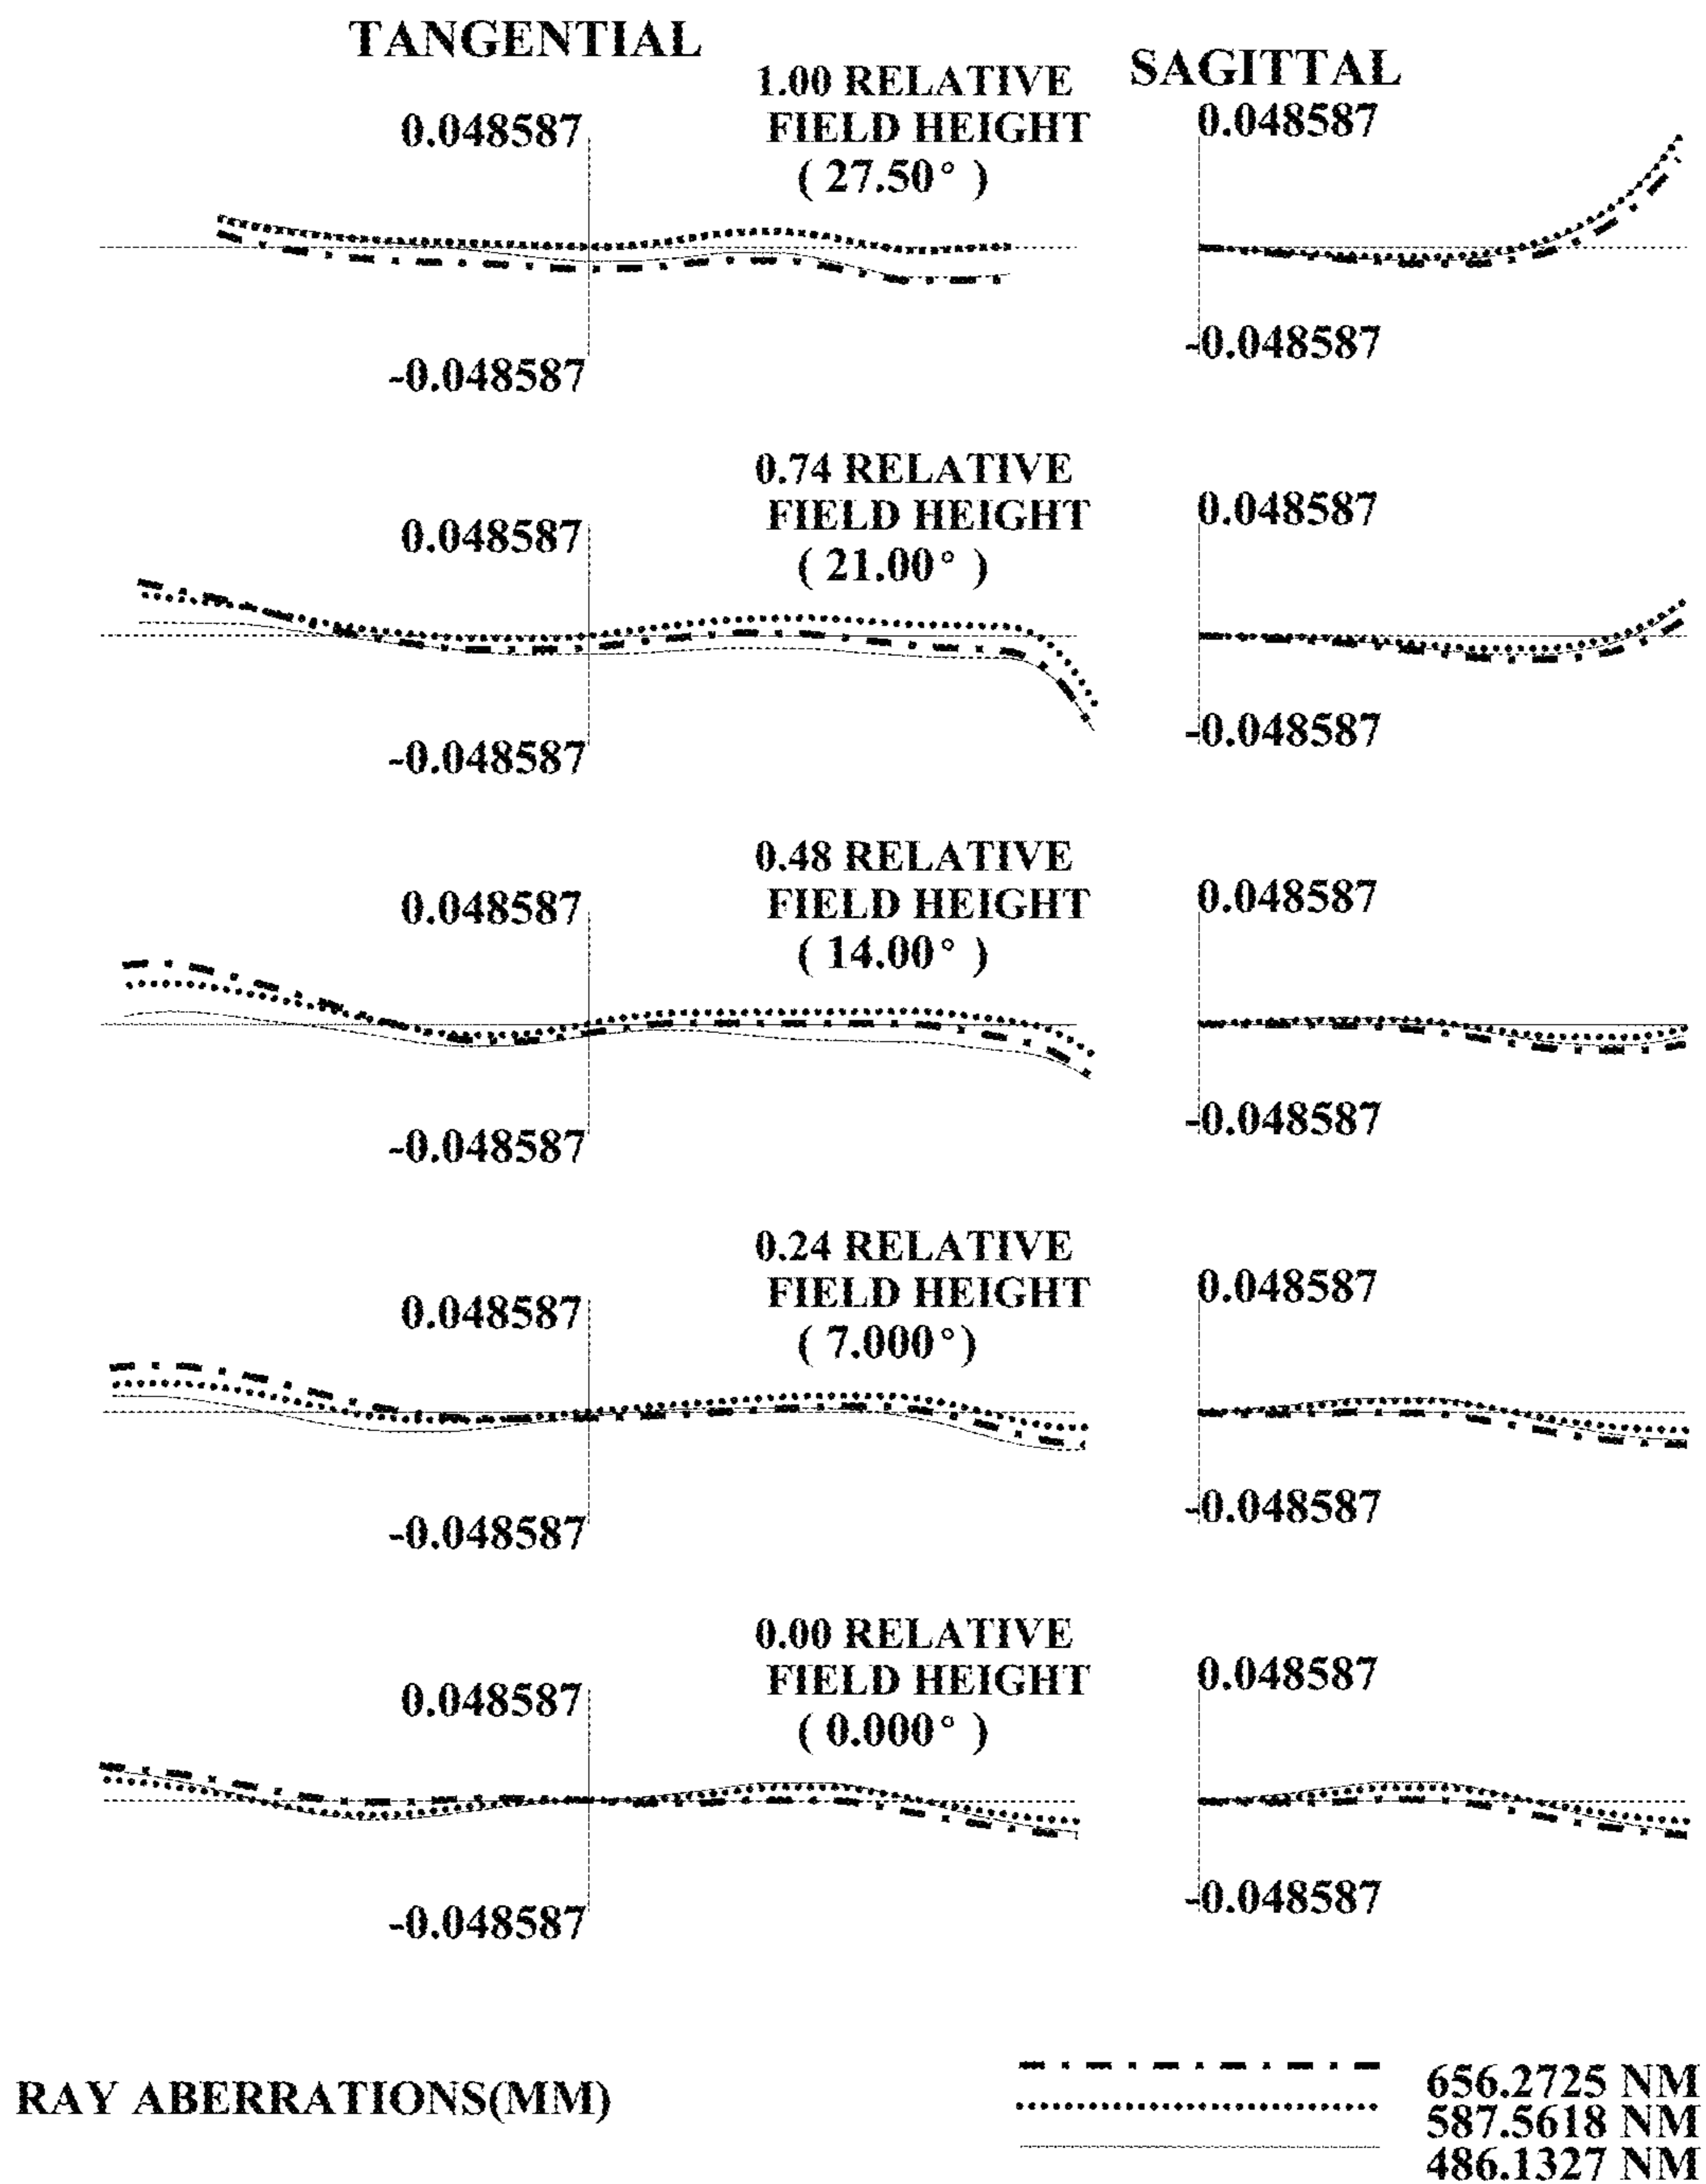 TANGENTIAL
SAGITTAL
1.00 RELATIVE
FIELD HEIGHT
( 27.50° )
0.048587
0.048587
-0.048587
-0.048587
0.74 RELATIVE
FIELD HEIGHT
( 21.00° )
0.048587
0.048587
-0.048587
-0.048587
0.48 RELATIVE
FIELD HEIGHT
( 14.00° )
0.048587
0.048587
-0.048587
-0.048587
0.24 RELATIVE
FIELD HEIGHT
( 7.000° )
0.048587
0.048587
-0.048587
-0.048587
0.00 RELATIVE
FIELD HEIGHT
( 0.000° )
0.048587
0.048587
-0.048587
-0.048587
RAY ABERRATIONS(MM)
656.2725 NM
587.5618 NM
486.1327 NM